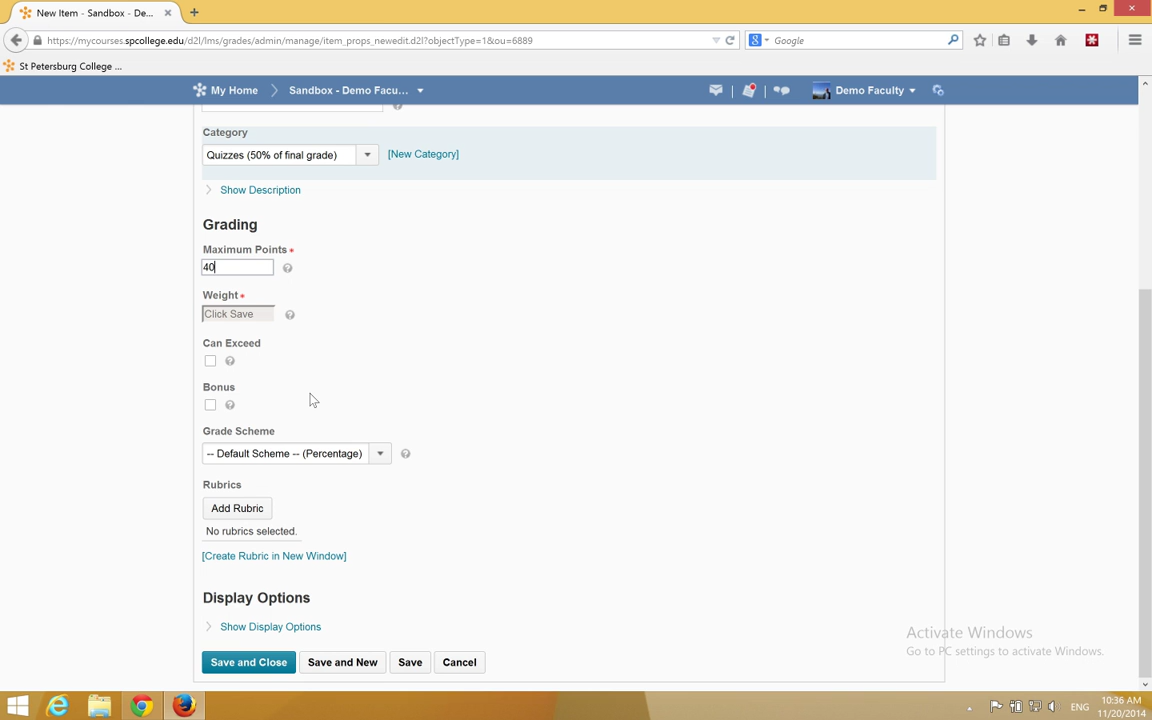 New Item - Sandbox - De...
https://mycourses.spcollege.edu/d2l/lms/grades/admin/manage/item_props_newedit.d2l?objectType=1&ou=6889
Google
St Petersburg College ...
My Home
Sandbox - Demo Facu...
Demo Faculty
Category
Quizzes (50% of final grade)
[New Category]
Show Description
Grading
Maximum Points *
40
Weight *
Click Save
Can Exceed
Bonus
Grade Scheme
-- Default Scheme -- (Percentage)
Rubrics
Add Rubric
No rubrics selected.
[Create Rubric in New Window]
Display Options
Show Display Options
Save and Close
Save and New
Save
Cancel
Activate Windows
Go to PC settings to activate Windows.
ENG
10:36 AM
11/20/2014